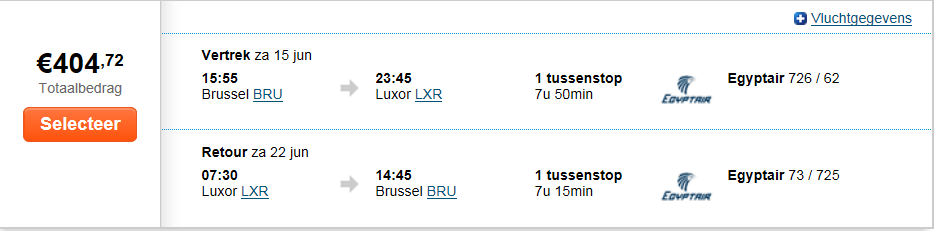 Vluchtgegevens
€404,72
Totaalbedrag
Selecteer
Vertrek za 15 jun
15:55 23:45 1 tussenstop Egyptair 726 / 62
Brussel BRU Luxor LXR 7u 50min
EGYPTAIR
Retour za 22 jun
07:30 14:45 1 tussenstop Egyptair 73 / 725
Luxor LXR Brussel BRU 7u 15min
EGYPTAIR